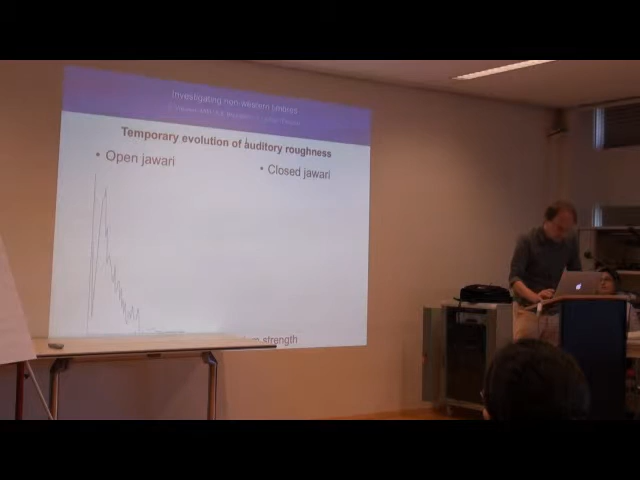 Investigating non-western timbres
Temporary evolution of auditory roughness
• Open jawari
• Closed jawari
strength